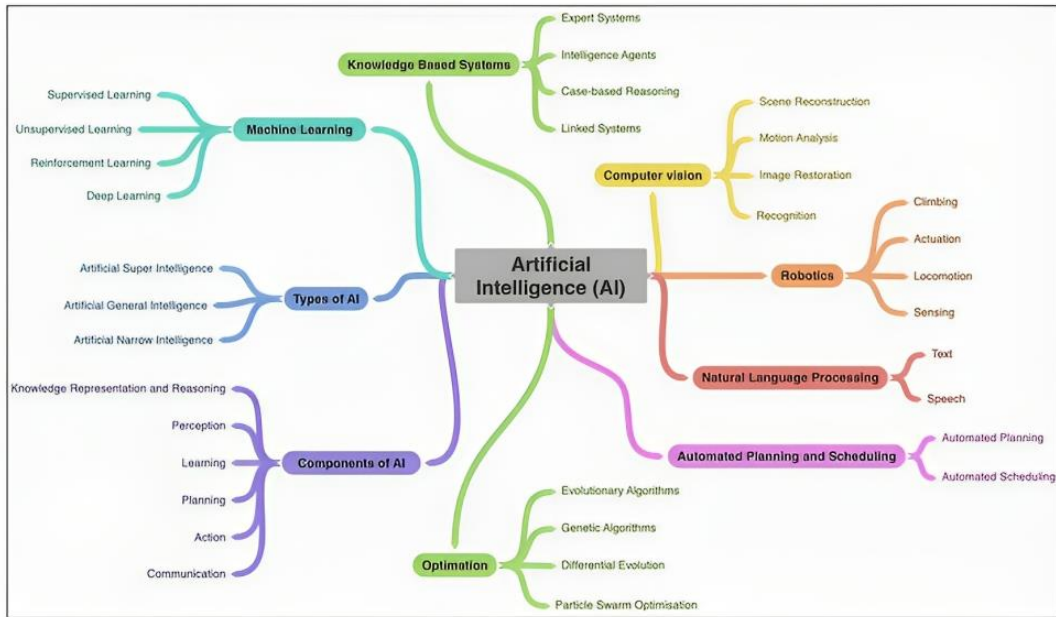 Expert Systems
Knowledge Based Systems
Intelligence Agents
Case-based Reasoning
Linked Systems
Supervised Learning
Unsupervised Learning
Machine Learning
Reinforcement Learning
Deep Learning
Scene Reconstruction
Motion Analysis
Computer vision
Image Restoration
Recognition
Climbing
Actuation
Robotics
Locomotion
Sensing
Artificial
Intelligence (AI)
Artificial Super Intelligence
Types of AI
Artificial General Intelligence
Artificial Narrow Intelligence
Text
Natural Language Processing
Speech
Knowledge Representation and Reasoning
Perception
Components of AI
Learning
Planning
Action
Communication
Automated Planning
Automated Planning and Scheduling
Automated Scheduling
Evolutionary Algorithms
Genetic Algorithms
Optimation
Differential Evolution
Particle Swarm Optimisation